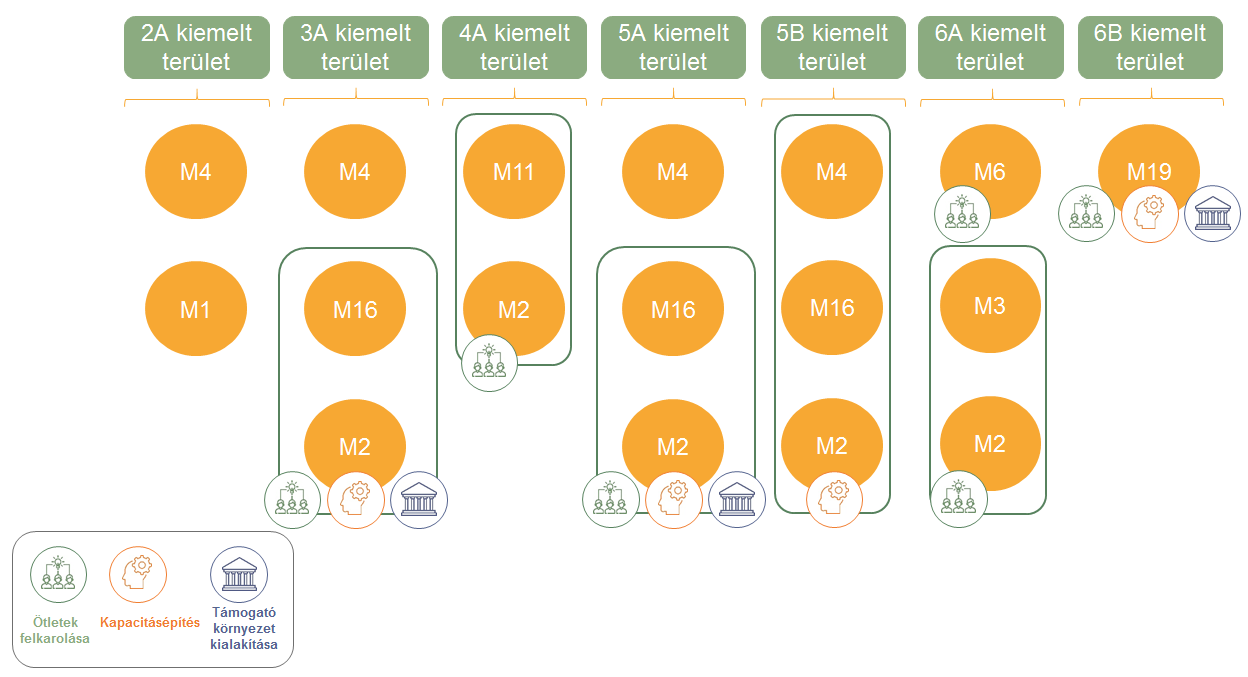 2A kiemelt
terület
3A kiemelt
terület
4A kiemelt
terület
5A kiemelt
terület
5B kiemelt
terület
6A kiemelt
terület
6B kiemelt
terület
M4
M4
M11
M4
M4
M6
M19
M1
M16
M2
M16
M16
M3
M2
M2
M2
M2
Ötletek
felkarolása
Kapacitásépítés
Támogató
környezet
kialakítása